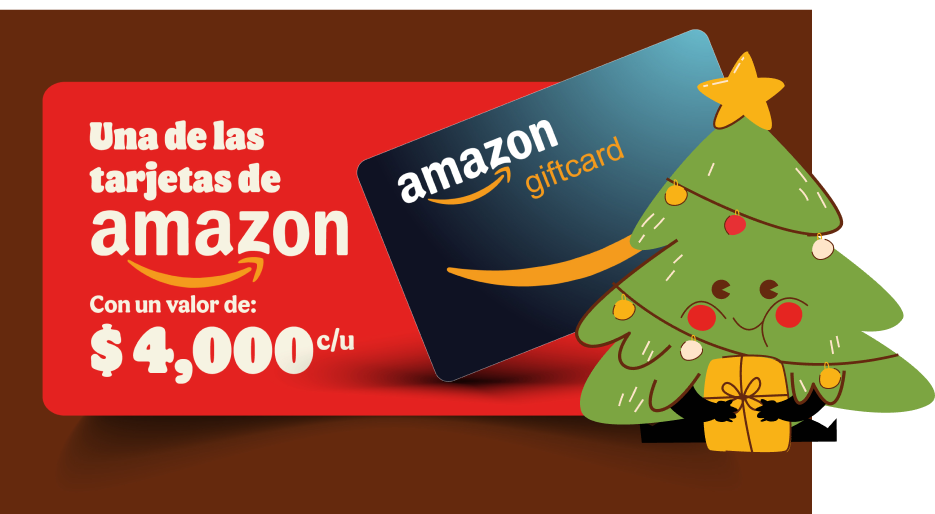 Una de las
tarjetas de
amazon
Con un valor de:
$ 4,000 c/u
amazon
giftcard